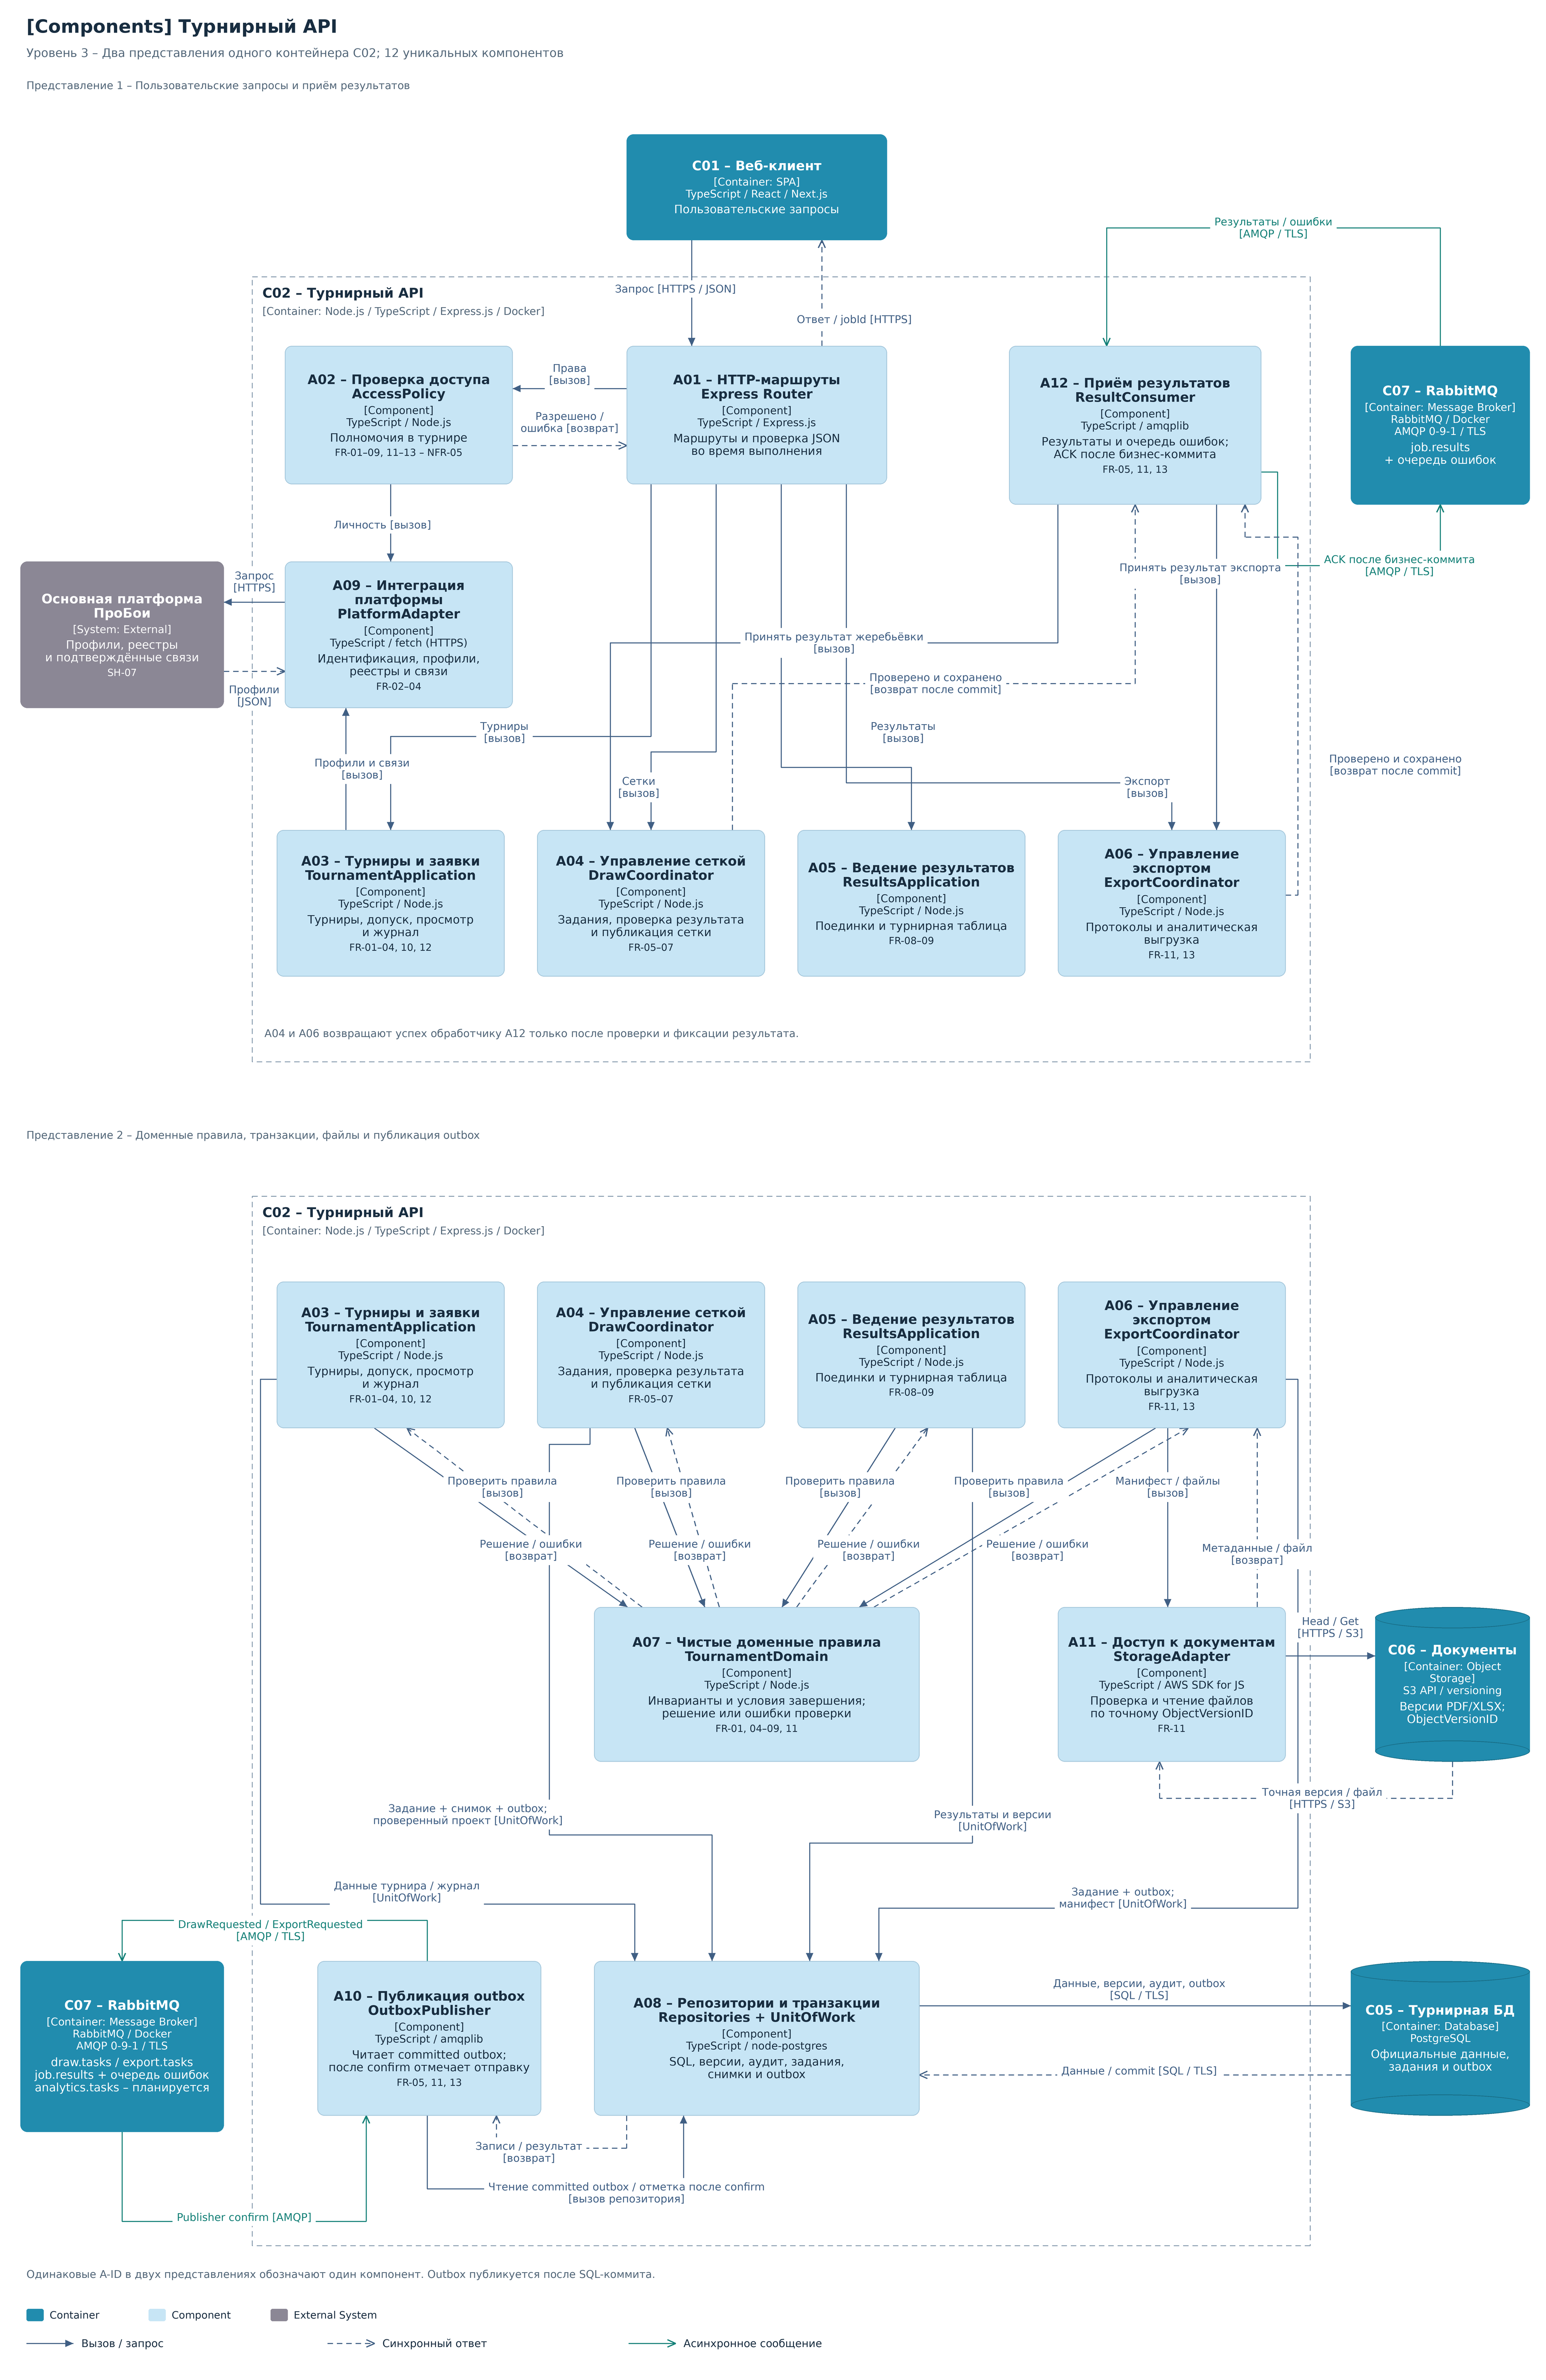 [Components] Турнирный API
Уровень 3 – Два представления одного контейнера C02; 12 уникальных компонентов
Представление 1 – Пользовательские запросы и приём результатов
C01 – Веб-клиент
[Container: SPA]
TypeScript / React / Next.js
Пользовательские запросы
Результаты / ошибки
[AMQP / TLS]
C02 – Турнирный API
[Container: Node.js / TypeScript / Express.js / Docker]
Запрос [HTTPS / JSON]
Ответ / jobId [HTTPS]
A02 – Проверка доступа
AccessPolicy
[Component]
TypeScript / Node.js
Полномочия в турнире
FR-01–09, 11–13 – NFR-05
Права
[вызов]
Разрешено /
ошибка [возврат]
A01 – HTTP-маршруты
Express Router
[Component]
TypeScript / Express.js
Маршруты и проверка JSON
во время выполнения
A12 – Приём результатов
ResultConsumer
[Component]
TypeScript / amqplib
Результаты и очередь ошибок;
ACK после бизнес-коммита
FR-05, 11, 13
C07 – RabbitMQ
[Container: Message Broker]
RabbitMQ / Docker
AMQP 0-9-1 / TLS
job.results
+ очередь ошибок
Личность [вызов]
ACK после бизнес-коммита
[AMQP / TLS]
Принять результат экспорта
[вызов]
Основная платформа
ПроБои
[System: External]
Профили, реестры
и подтверждённые связи
SH-07
Запрос
[HTTPS]
Профили
[JSON]
A09 – Интеграция
платформы
PlatformAdapter
[Component]
TypeScript / fetch (HTTPS)
Идентификация, профили,
реестры и связи
FR-02–04
Принять результат жеребьёвки
[вызов]
Проверено и сохранено
[возврат после commit]
Турниры
[вызов]
Результаты
[вызов]
Профили и связи
[вызов]
Сетки
[вызов]
Экспорт
[вызов]
Проверено и сохранено
[возврат после commit]
A03 – Турниры и заявки
TournamentApplication
[Component]
TypeScript / Node.js
Турниры, допуск, просмотр
и журнал
FR-01–04, 10, 12
A04 – Управление сеткой
DrawCoordinator
[Component]
TypeScript / Node.js
Задания, проверка результата
и публикация сетки
FR-05–07
A05 – Ведение результатов
ResultsApplication
[Component]
TypeScript / Node.js
Поединки и турнирная таблица
FR-08–09
A06 – Управление
экспортом
ExportCoordinator
[Component]
TypeScript / Node.js
Протоколы и аналитическая
выгрузка
FR-11, 13
A04 и A06 возвращают успех обработчику A12 только после проверки и фиксации результата.
Представление 2 – Доменные правила, транзакции, файлы и публикация outbox
C02 – Турнирный API
[Container: Node.js / TypeScript / Express.js / Docker]
A03 – Турниры и заявки
TournamentApplication
[Component]
TypeScript / Node.js
Турниры, допуск, просмотр
и журнал
FR-01–04, 10, 12
A04 – Управление сеткой
DrawCoordinator
[Component]
TypeScript / Node.js
Задания, проверка результата
и публикация сетки
FR-05–07
A05 – Ведение результатов
ResultsApplication
[Component]
TypeScript / Node.js
Поединки и турнирная таблица
FR-08–09
A06 – Управление
экспортом
ExportCoordinator
[Component]
TypeScript / Node.js
Протоколы и аналитическая
выгрузка
FR-11, 13
Проверить правила
[вызов]
Проверить правила
[вызов]
Проверить правила
[вызов]
Проверить правила
[вызов]
Манифест / файлы
[вызов]
Решение / ошибки
[возврат]
Решение / ошибки
[возврат]
Решение / ошибки
[возврат]
Решение / ошибки
[возврат]
Метаданные / файл
[возврат]
A07 – Чистые доменные правила
TournamentDomain
[Component]
TypeScript / Node.js
Инварианты и условия завершения;
решение или ошибки проверки
FR-01, 04–09, 11
A11 – Доступ к документам
StorageAdapter
[Component]
TypeScript / AWS SDK for JS
Проверка и чтение файлов
по точному ObjectVersionID
FR-11
Head / Get
[HTTPS / S3]
C06 – Документы
[Container: Object
Storage]
S3 API / versioning
Версии PDF/XLSX;
ObjectVersionID
Точная версия / файл
[HTTPS / S3]
Задание + снимок + outbox;
проверенный проект [UnitOfWork]
Результаты и версии
[UnitOfWork]
Данные турнира / журнал
[UnitOfWork]
Задание + outbox;
манифест [UnitOfWork]
DrawRequested / ExportRequested
[AMQP / TLS]
C07 – RabbitMQ
[Container: Message Broker]
RabbitMQ / Docker
AMQP 0-9-1 / TLS
draw.tasks / export.tasks
job.results + очередь ошибок
analytics.tasks – планируется
A10 – Публикация outbox
OutboxPublisher
[Component]
TypeScript / amqplib
Читает committed outbox;
после confirm отмечает отправку
FR-05, 11, 13
A08 – Репозитории и транзакции
Repositories + UnitOfWork
[Component]
TypeScript / node-postgres
SQL, версии, аудит, задания,
снимки и outbox
Данные, версии, аудит, outbox
[SQL / TLS]
Данные / commit [SQL / TLS]
C05 – Турнирная БД
[Container: Database]
PostgreSQL
Официальные данные,
задания и outbox
Записи / результат
[возврат]
Чтение committed outbox / отметка после confirm
[вызов репозитория]
Publisher confirm [AMQP]
Одинаковые A-ID в двух представлениях обозначают один компонент. Outbox публикуется после SQL-коммита.
Container
Component
External System
Вызов / запрос
Синхронный ответ
Асинхронное сообщение